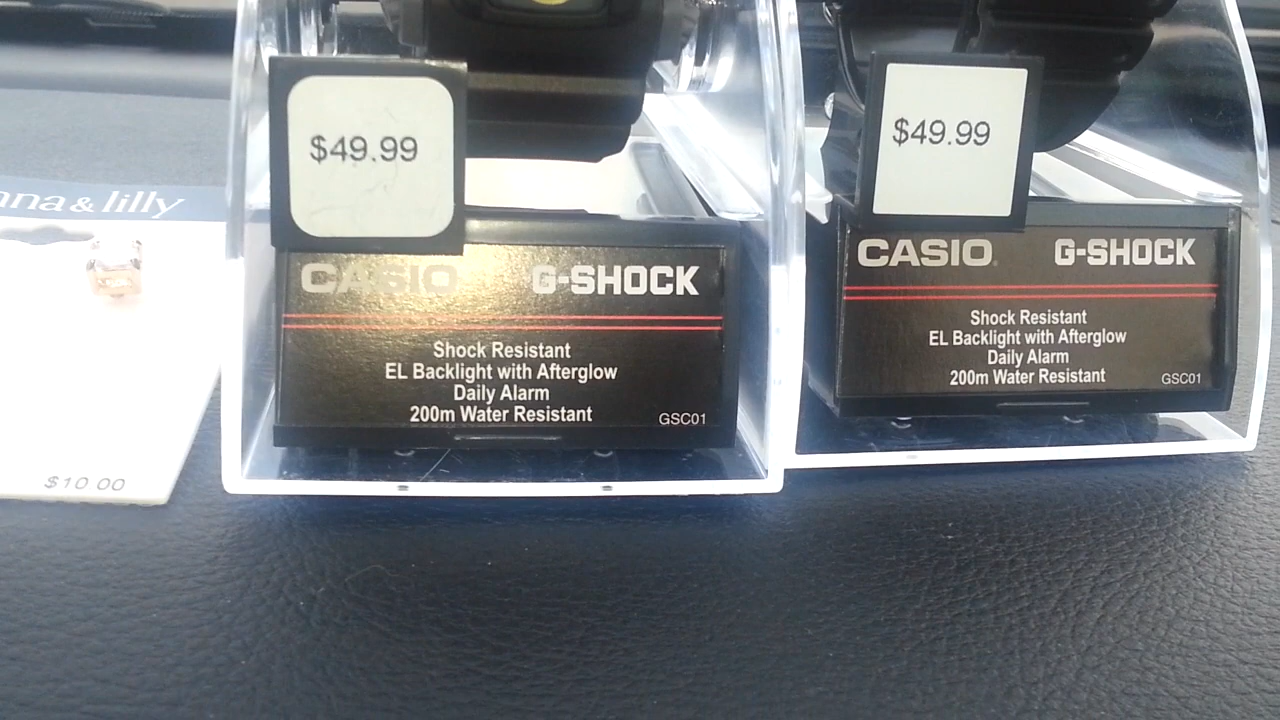 & lilly
$10 00
$49.99
CASIO G-SHOCK
Shock Resistant
EL Backlight with Afterglow
Daily Alarm
200m Water Resistant
GSC01
$49.99
CASIO G-SHOCK
Shock Resistant
EL Backlight with Afterglow
Daily Alarm
200m Water Resistant
GSC01